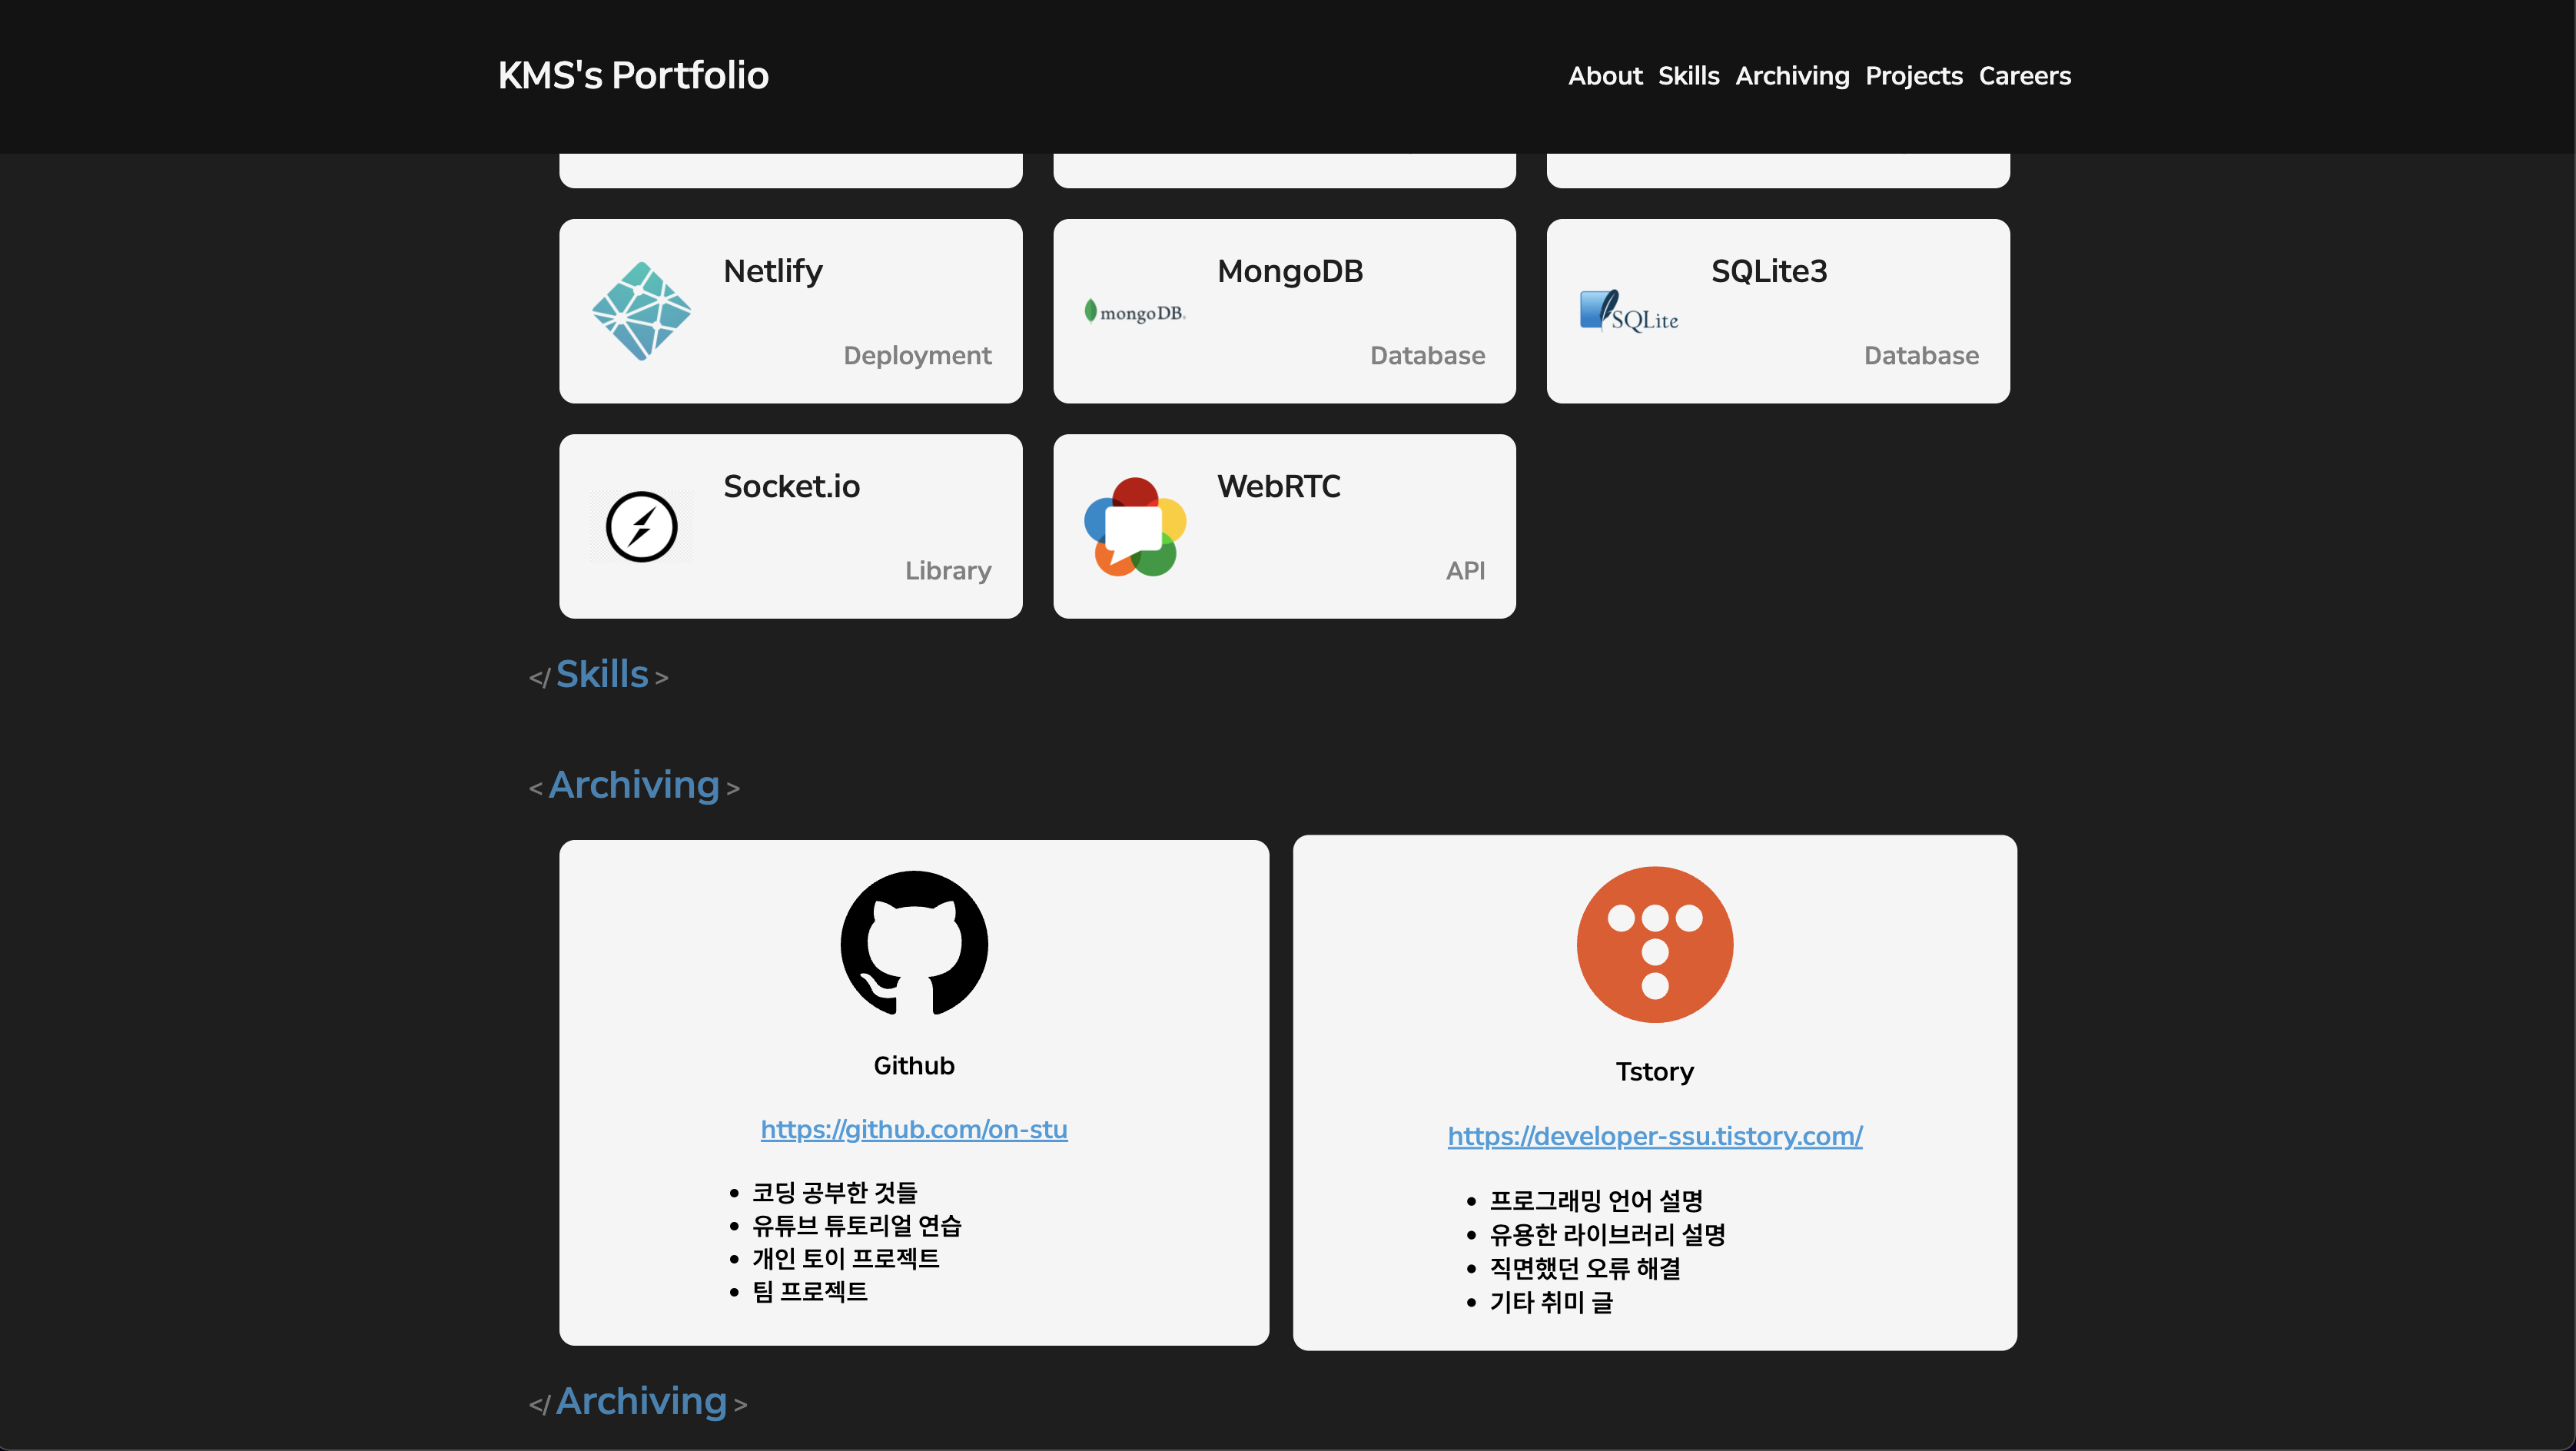 KMS's Portfolio
About Skills Archiving Projects Careers
Netlify
Deployment
mongoDB.
MongoDB
Database
SQLite
SQLite3
Database
Socket.io
Library
WebRTC
API
</ Skills >
< Archiving >
Github
https://github.com/on-stu
• 코딩 공부한 것들
• 유튜브 튜토리얼 연습
• 개인 토이 프로젝트
• 팀 프로젝트
Tstory
https://developer-ssu.tistory.com/
• 프로그래밍 언어 설명
• 유용한 라이브러리 설명
• 직면했던 오류 해결
• 기타 취미 글
</ Archiving >